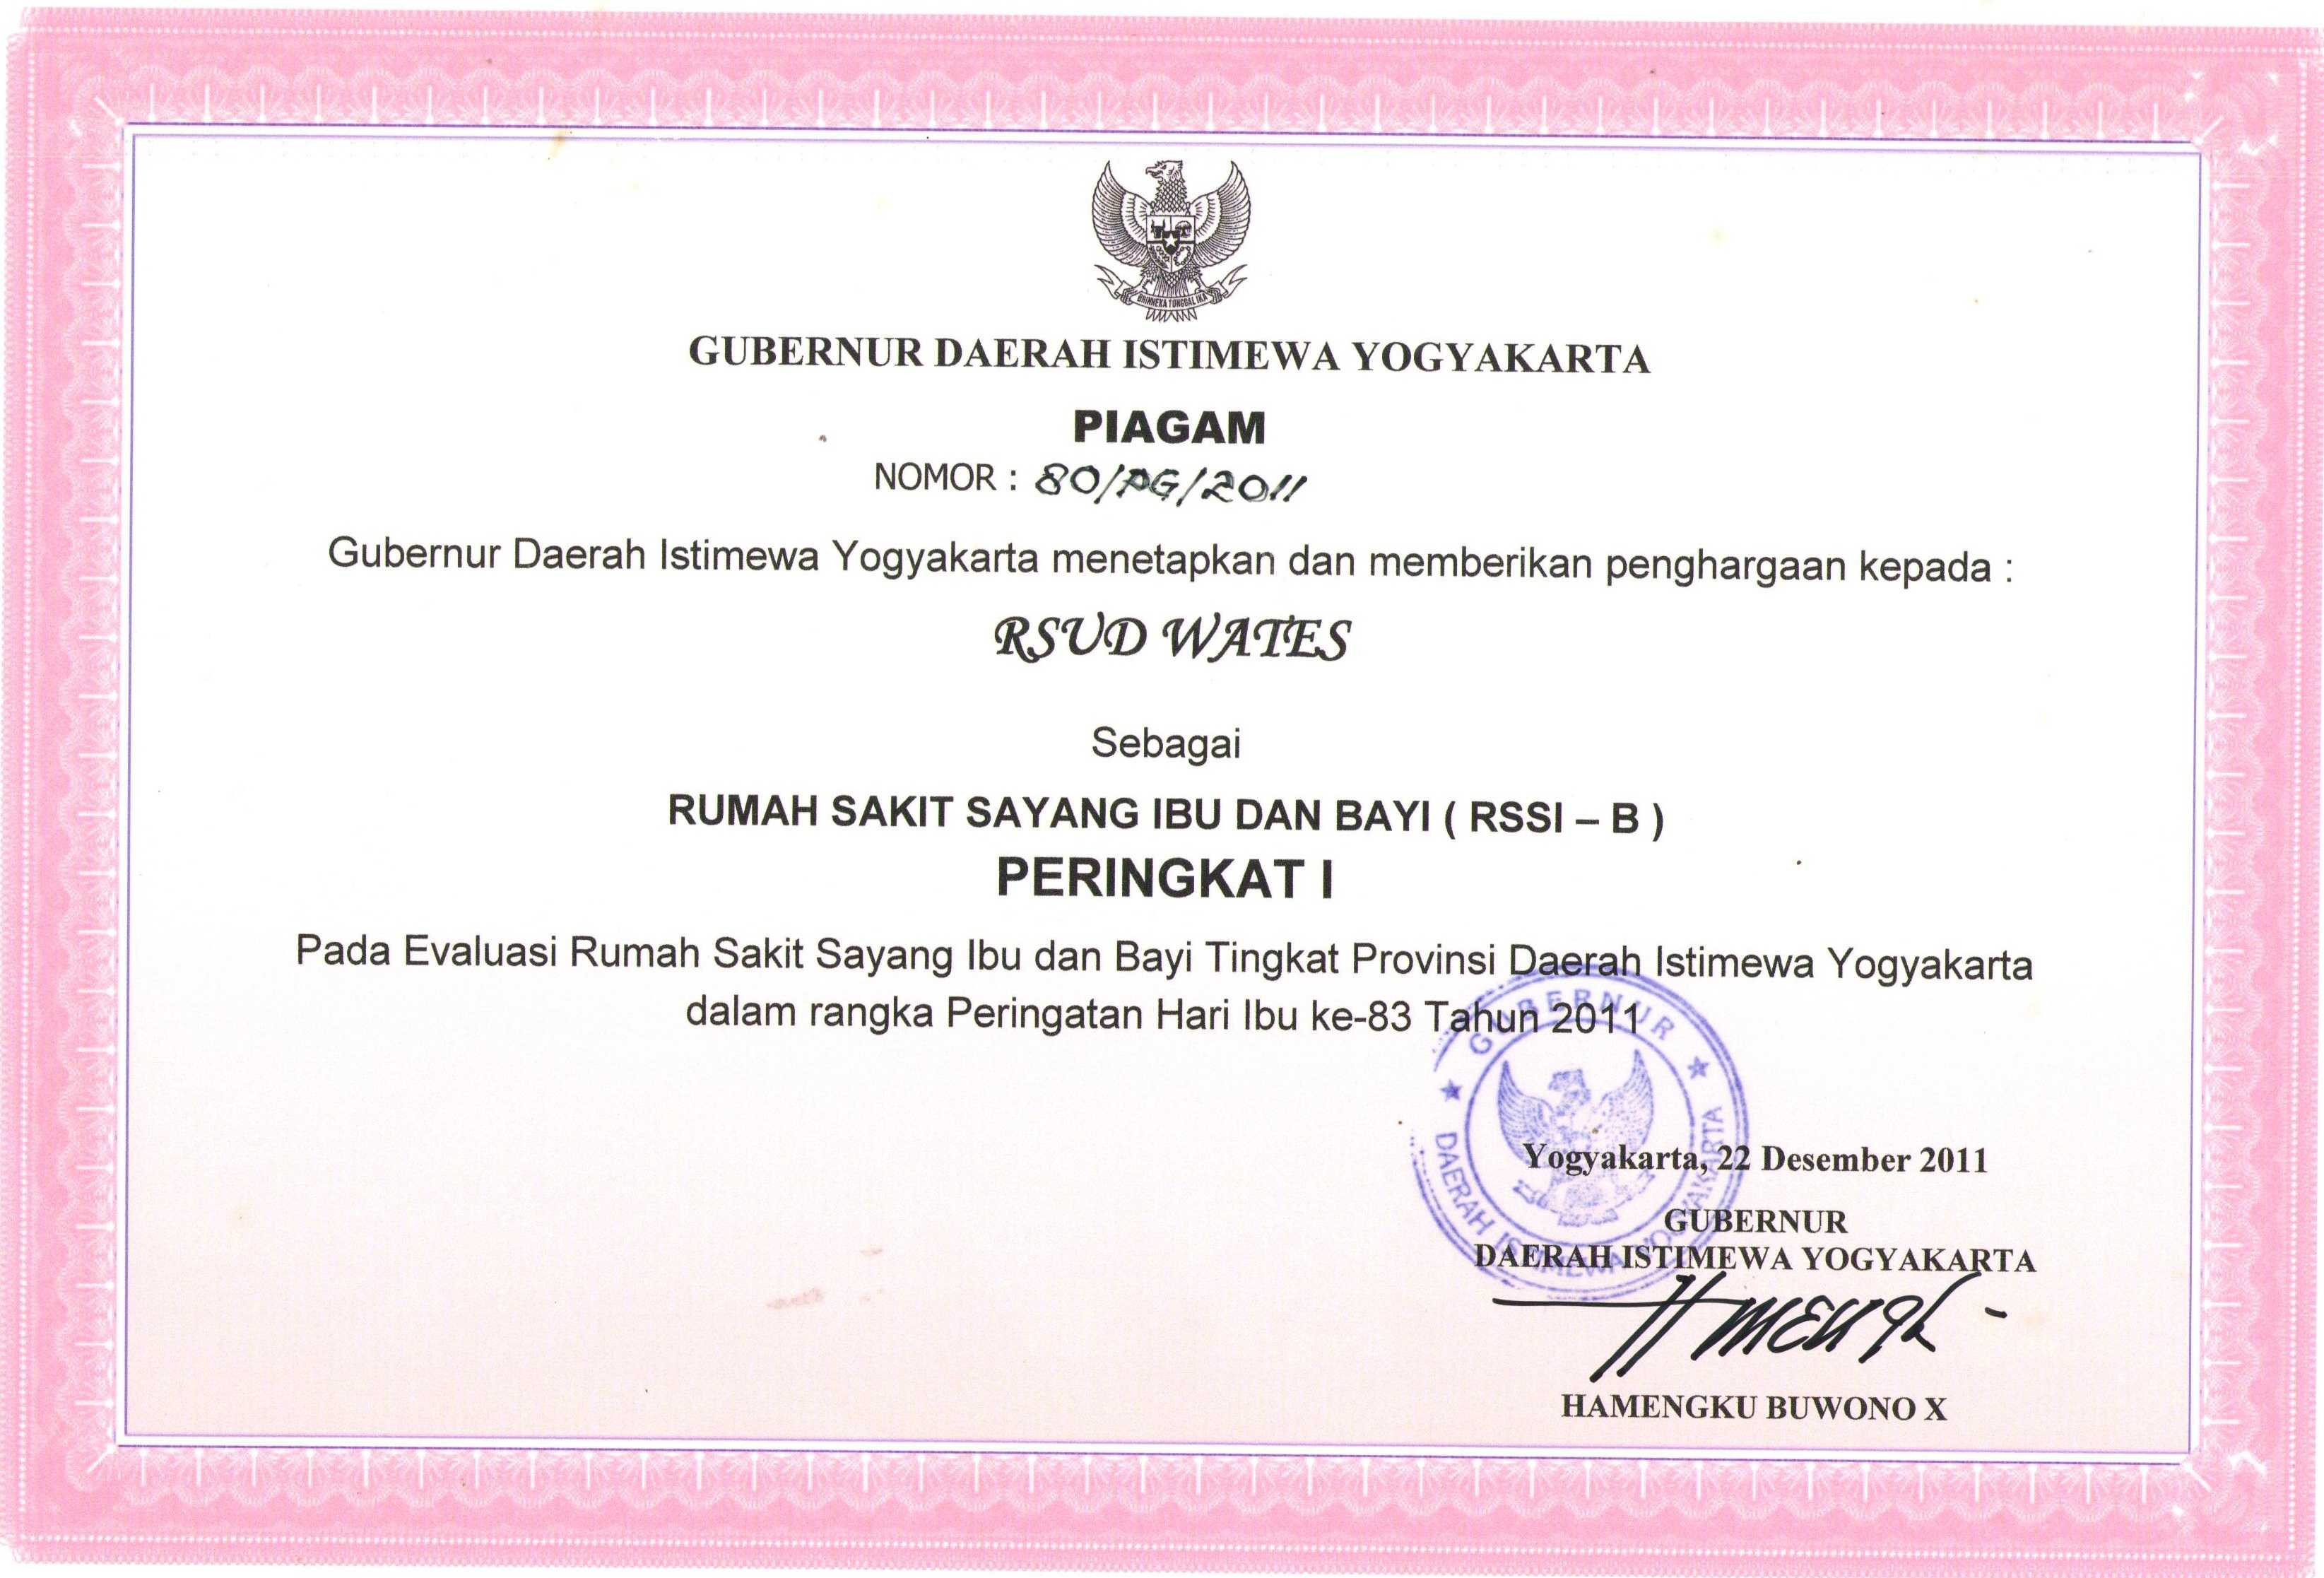 BHINNEKA TUNGGAL IKA
GUBERNUR DAERAH ISTIMEWA YOGYAKARTA
PIAGAM
NOMOR : 80/PG/2011
Gubernur Daerah Istimewa Yogyakarta menetapkan dan memberikan penghargaan kepada :
RSUD WATES
Sebagai
RUMAH SAKIT SAYANG IBU DAN BAYI ( RSSI – B )
PERINGKAT I
Pada Evaluasi Rumah Sakit Sayang Ibu dan Bayi Tingkat Provinsi Daerah Istimewa Yogyakarta
dalam rangka Peringatan Hari Ibu ke-83 Tahun 2011
GUBERNUR
DAERAH ISTIMEWA YOGYAKARTA
Yogyakarta, 22 Desember 2011
GUBERNUR
DAERAH ISTIMEWA YOGYAKARTA
HAMENGKU BUWONO X